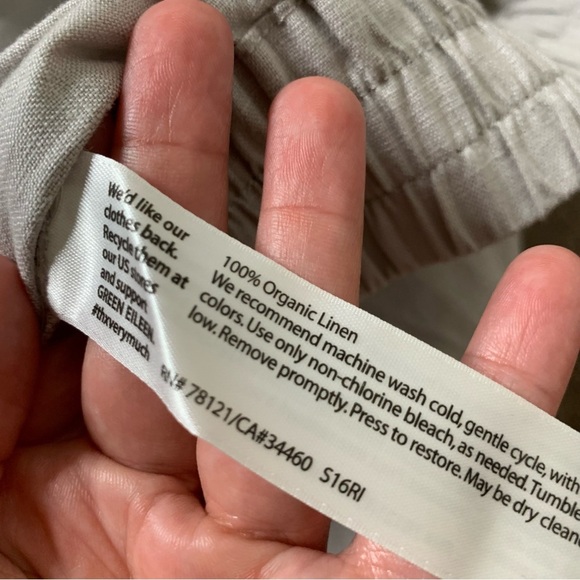 We'd like our
clothes back.
Recycle them at
our US stores
and support
GREEN EILEEN.
#thxverymuch
100% Organic Linen
We recommend machine wash cold, gentle cycle, with
colors. Use only non-chlorine bleach, as needed. Tumble
low. Remove promptly. Press to restore. May be dry clean
RN# 78121/CA#34460 S16RI